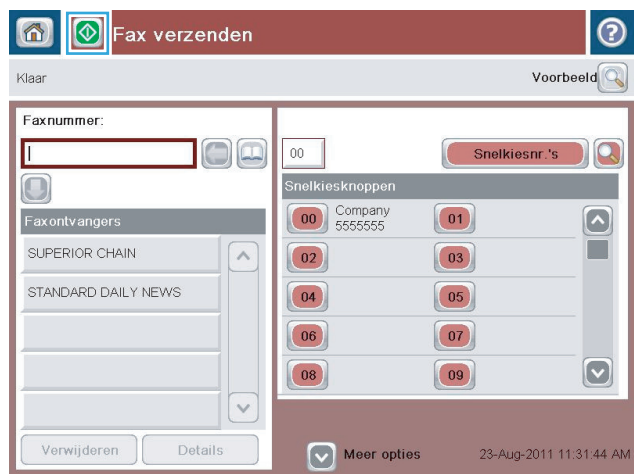 Fax verzenden
Klaar
Voorbeeld
Faxnummer:
00
Snelkiesnr.'s
Snelkiesknoppen
00 Company 01
5555555
02 03
04 05
06 07
08 09
Faxontvangers
SUPERIOR CHAIN
STANDARD DAILY NEWS
Verwijderen Details
Meer opties
23-Aug-2011 11:31:44 AM